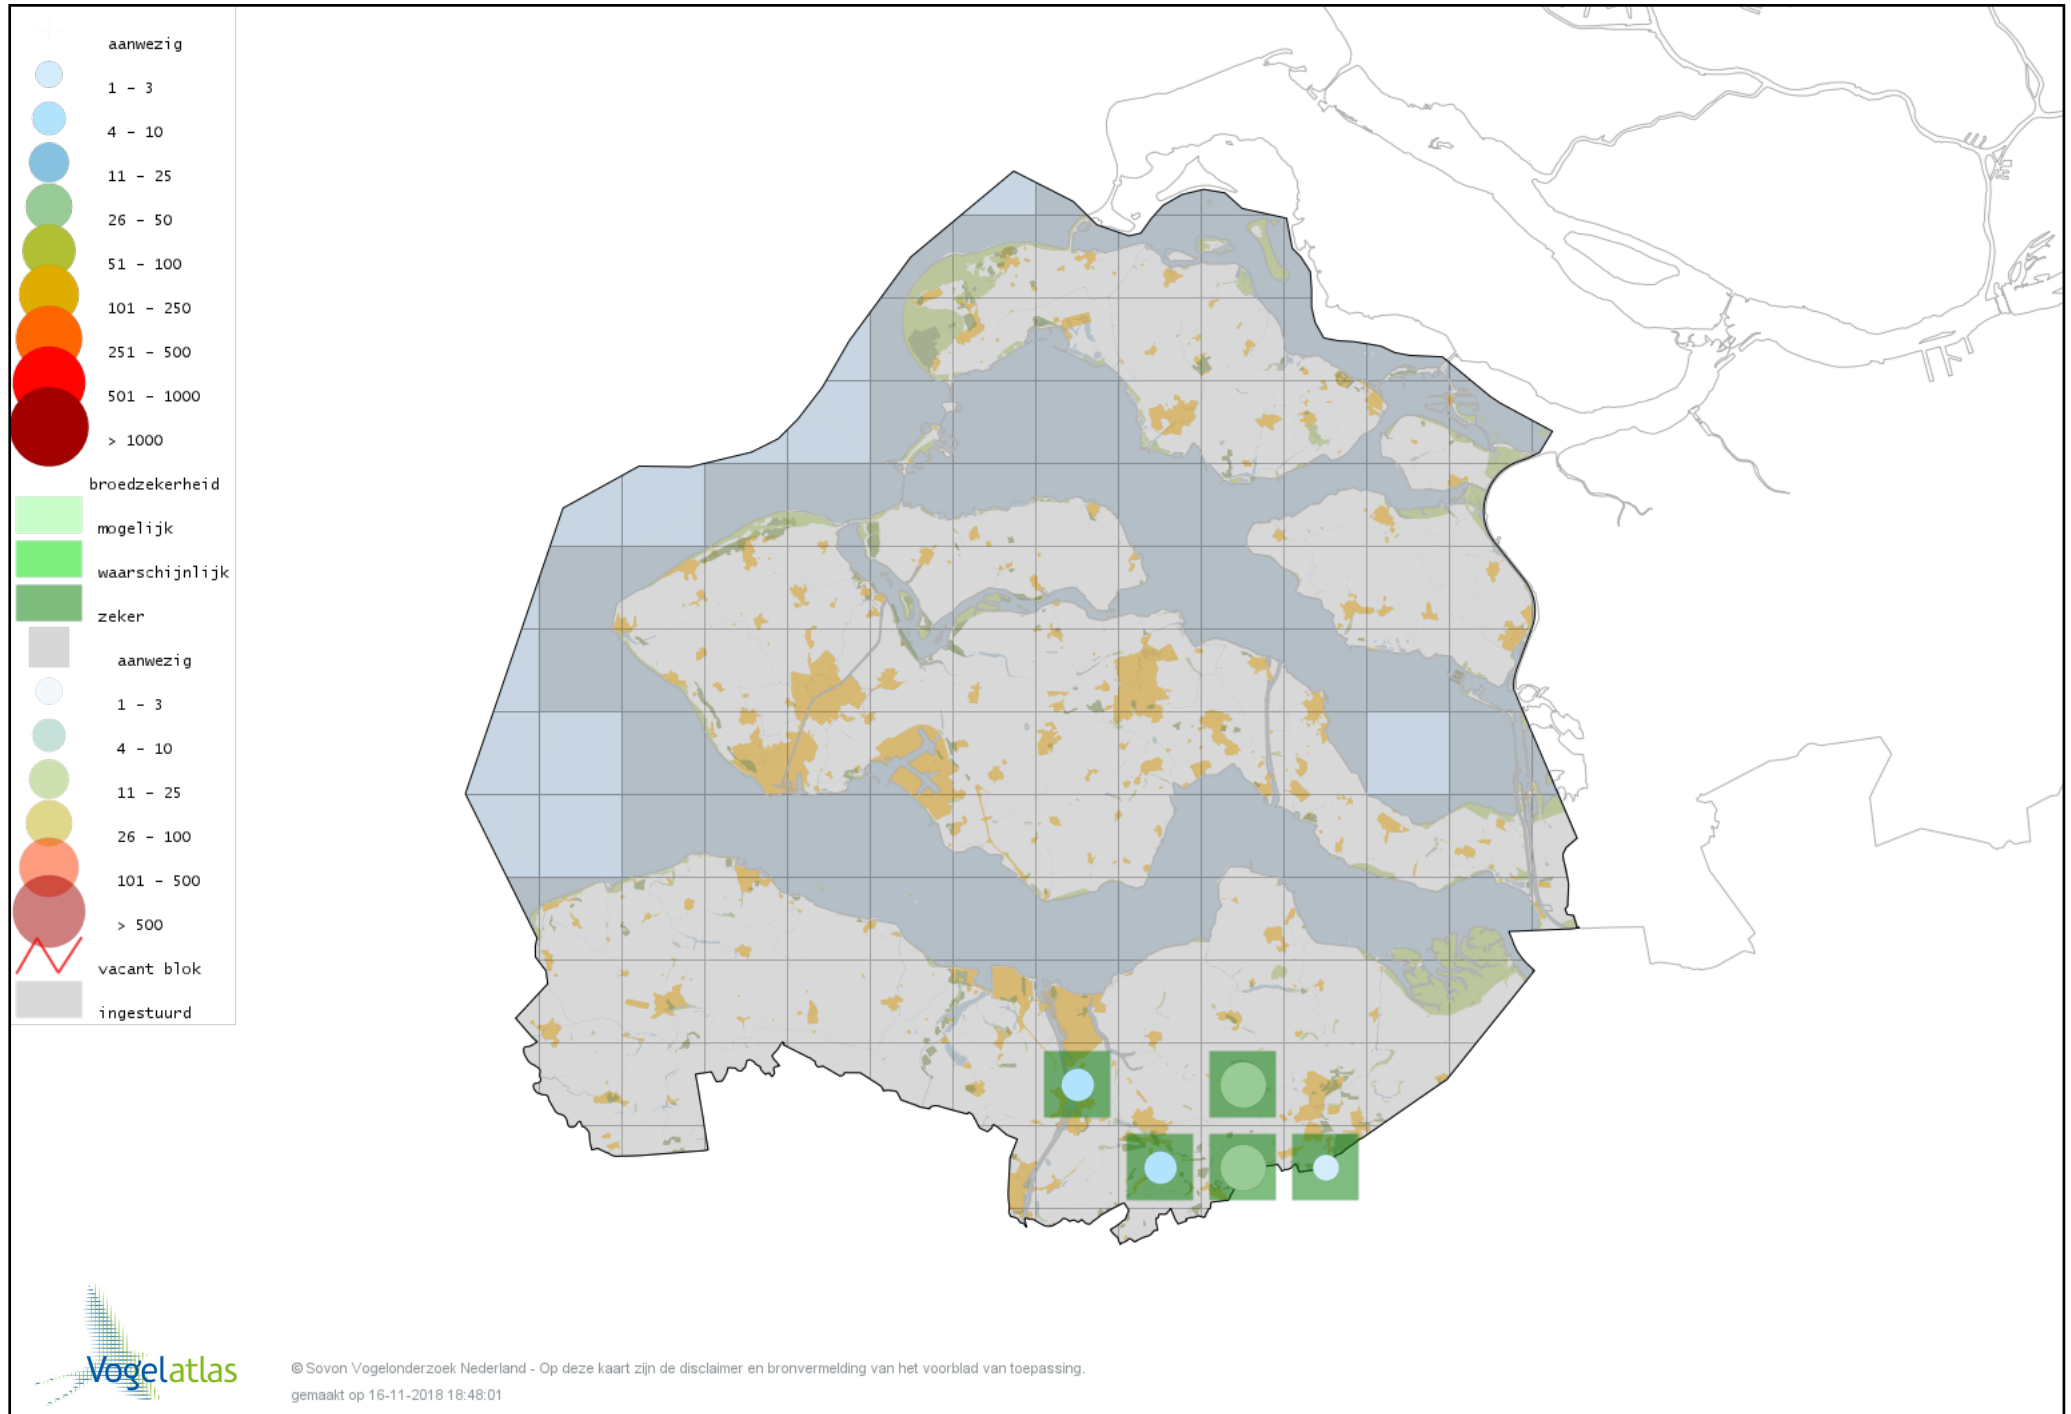 aanwezig
1 - 3
4 - 10
11 - 25
26 - 50
51 - 100
101 - 250
251 - 500
501 - 1000
> 1000
broedzekerheid
mogelijk
waarschijnlijk
zeker
aanwezig
1 - 3
4 - 10
11 - 25
26 - 100
101 - 500
> 500
vacant blok
ingestuurd
Vogelatlas
© Sovon Vogelonderzoek Nederland - Op deze kaart zijn de disclaimer en bronvermelding van het voorblad van toepassing.
gemaakt op 16-11-2018 18:48:01